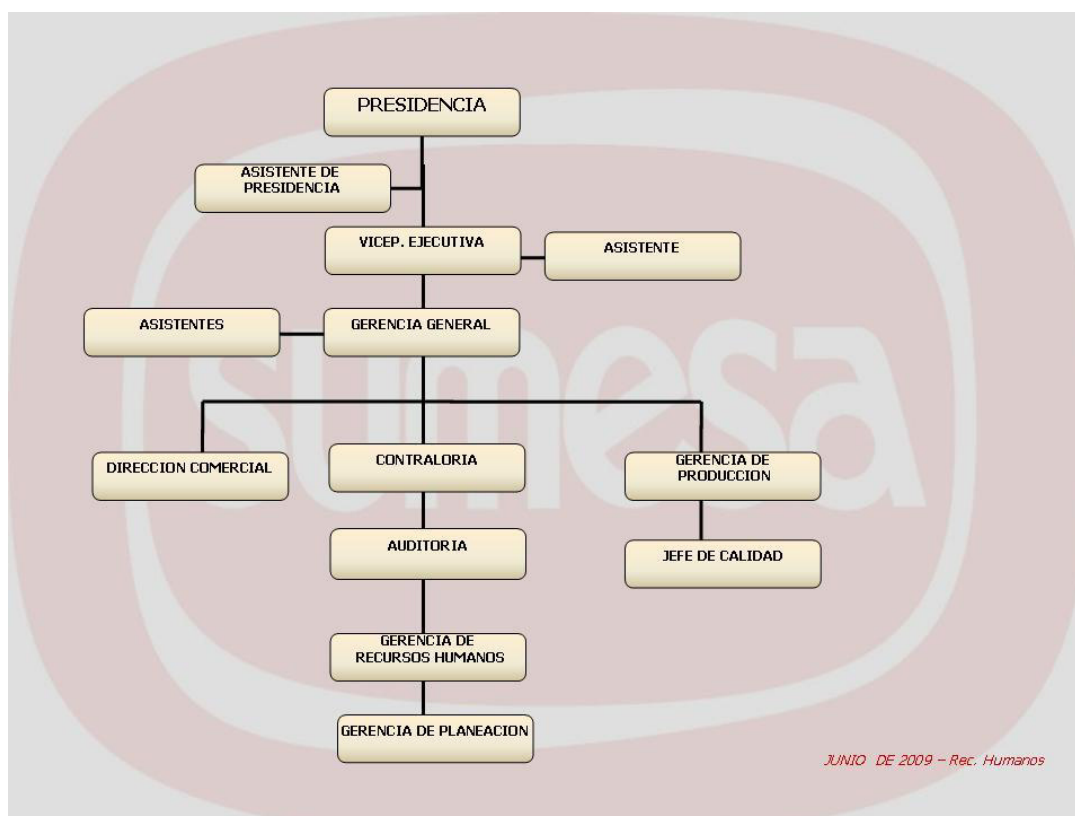 PRESIDENCIA
ASISTENTE DE
PRESIDENCIA
VICEP. EJECUTIVA
ASISTENTE
ASISTENTES
GERENCIA GENERAL
sumesa
DIRECCION COMERCIAL
CONTRALORIA
GERENCIA DE
PRODUCCION
AUDITORIA
JEFE DE CALIDAD
GERENCIA DE
RECURSOS HUMANOS
GERENCIA DE PLANEACION
JUNIO DE 2009 – Rec. Humanos